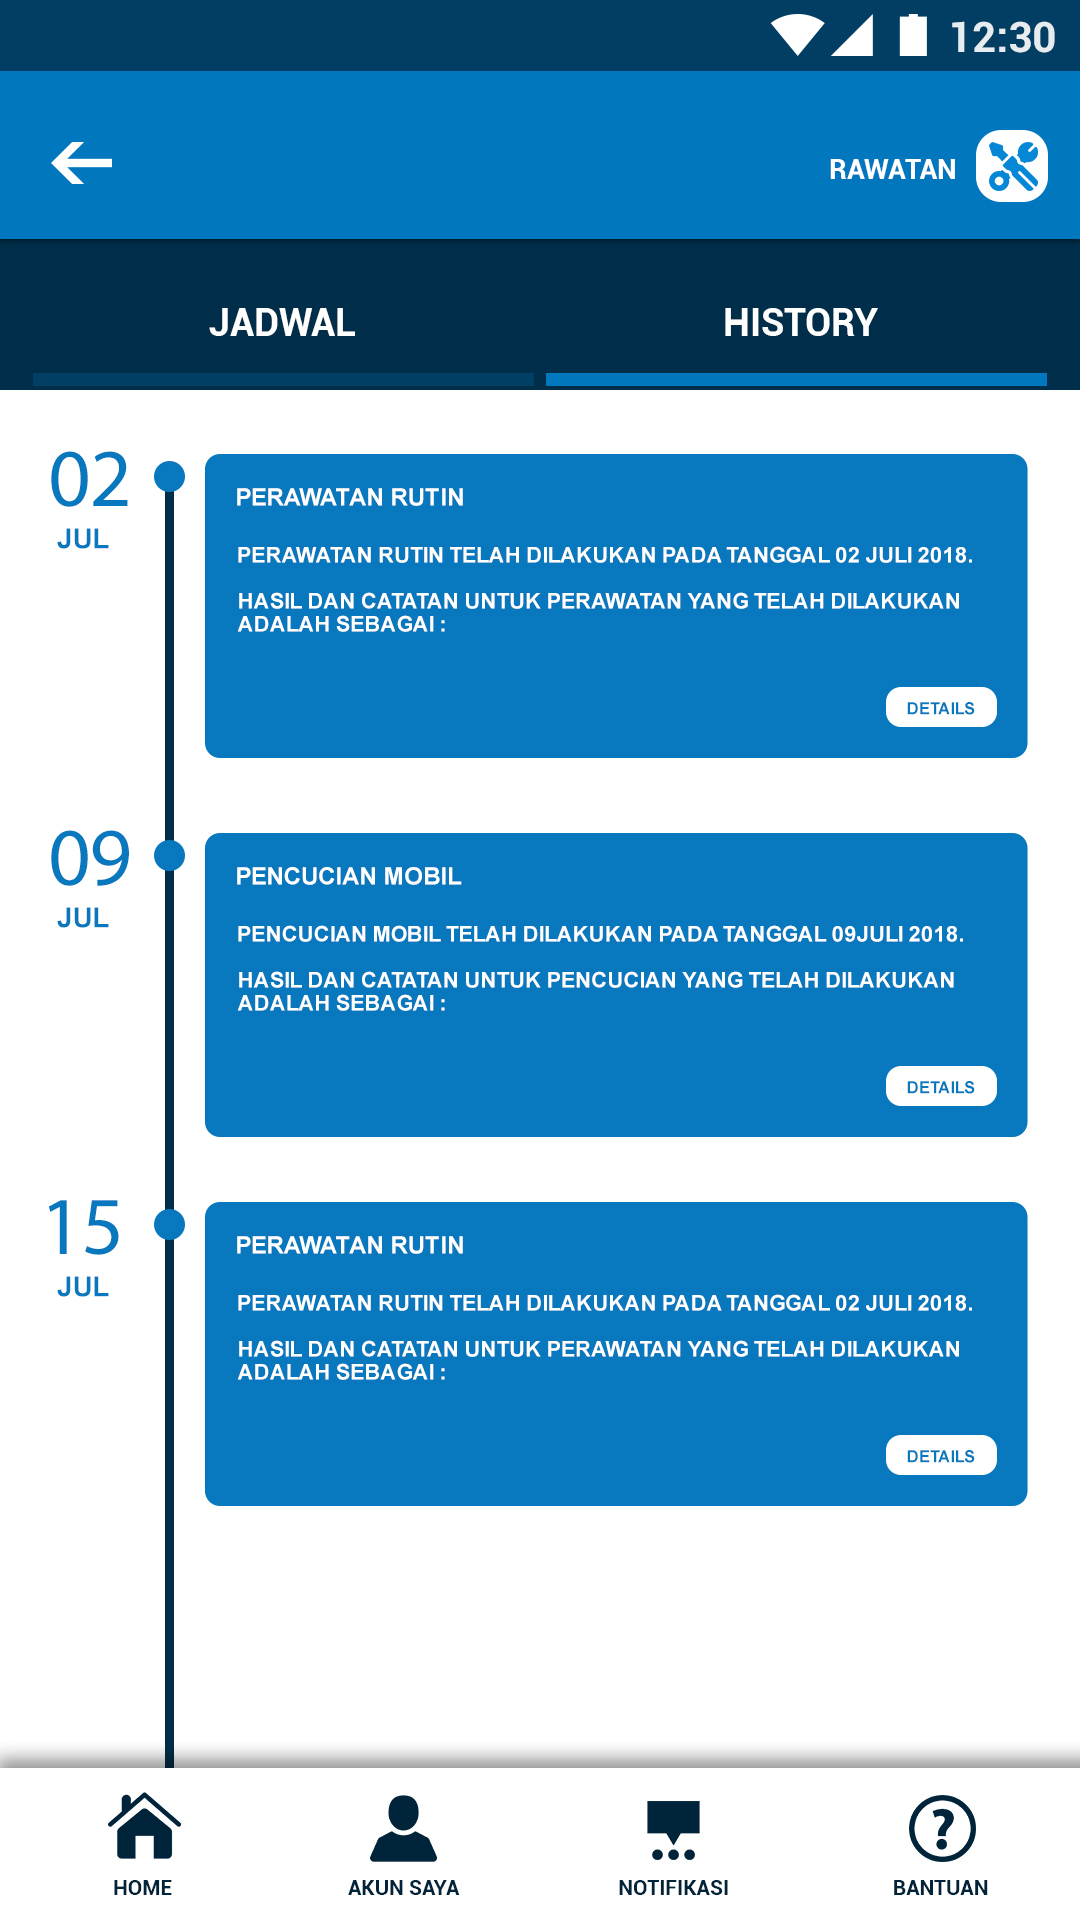 12:30
RAWATAN
JADWAL
HISTORY
02
JUL
PERAWATAN RUTIN
PERAWATAN RUTIN TELAH DILAKUKAN PADA TANGGAL 02 JULI 2018.
HASIL DAN CATATAN UNTUK PERAWATAN YANG TELAH DILAKUKAN
ADALAH SEBAGAI :
DETAILS
09
JUL
PENCUCIAN MOBIL
PENCUCIAN MOBIL TELAH DILAKUKAN PADA TANGGAL 09JULI 2018.
HASIL DAN CATATAN UNTUK PENCUCIAN YANG TELAH DILAKUKAN
ADALAH SEBAGAI :
DETAILS
15
JUL
PERAWATAN RUTIN
PERAWATAN RUTIN TELAH DILAKUKAN PADA TANGGAL 02 JULI 2018.
HASIL DAN CATATAN UNTUK PERAWATAN YANG TELAH DILAKUKAN
ADALAH SEBAGAI :
DETAILS
HOME
AKUN SAYA
NOTIFIKASI
BANTUAN